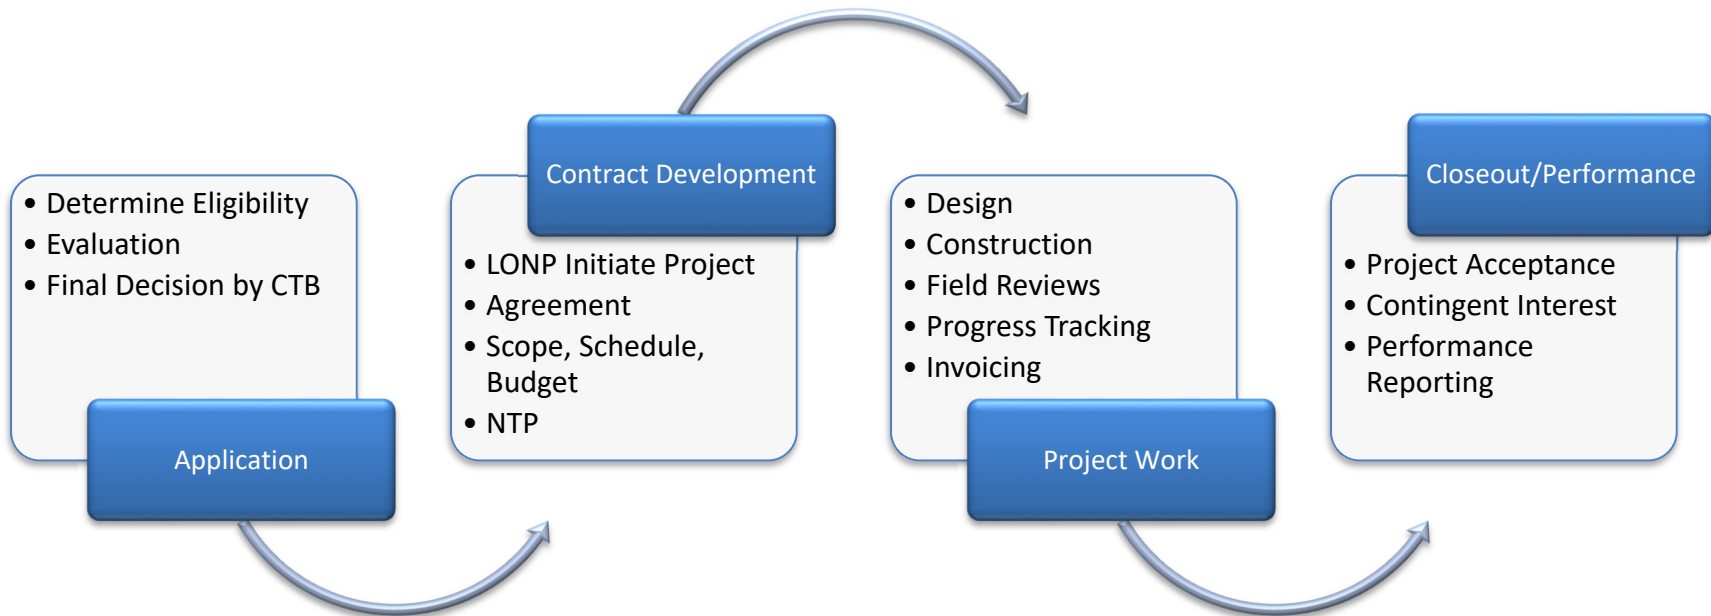 • Determine Eligibility
• Evaluation
• Final Decision by CTB
Application
Contract Development
• LONP Initiate Project
• Agreement
• Scope, Schedule,
Budget
• NTP
• Design
• Construction
• Field Reviews
• Progress Tracking
• Invoicing
Project Work
Closeout/Performance
• Project Acceptance
• Contingent Interest
• Performance
Reporting